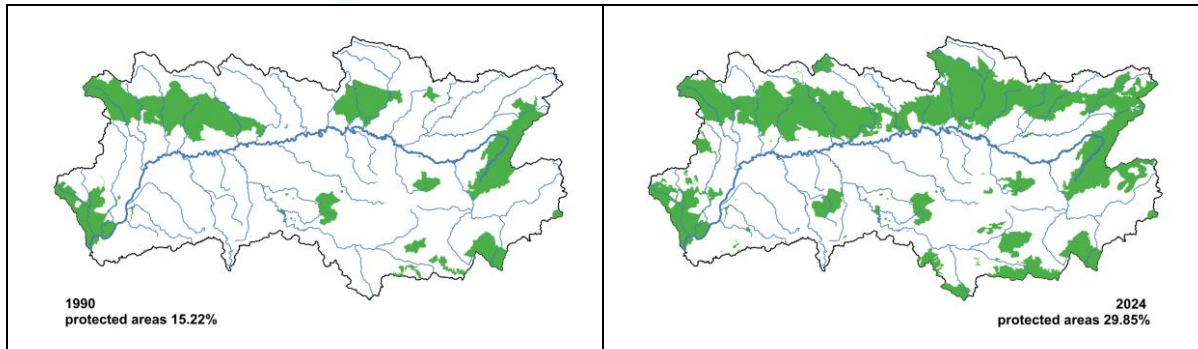 1990
protected areas 15.22%
2024
protected areas 29.85%